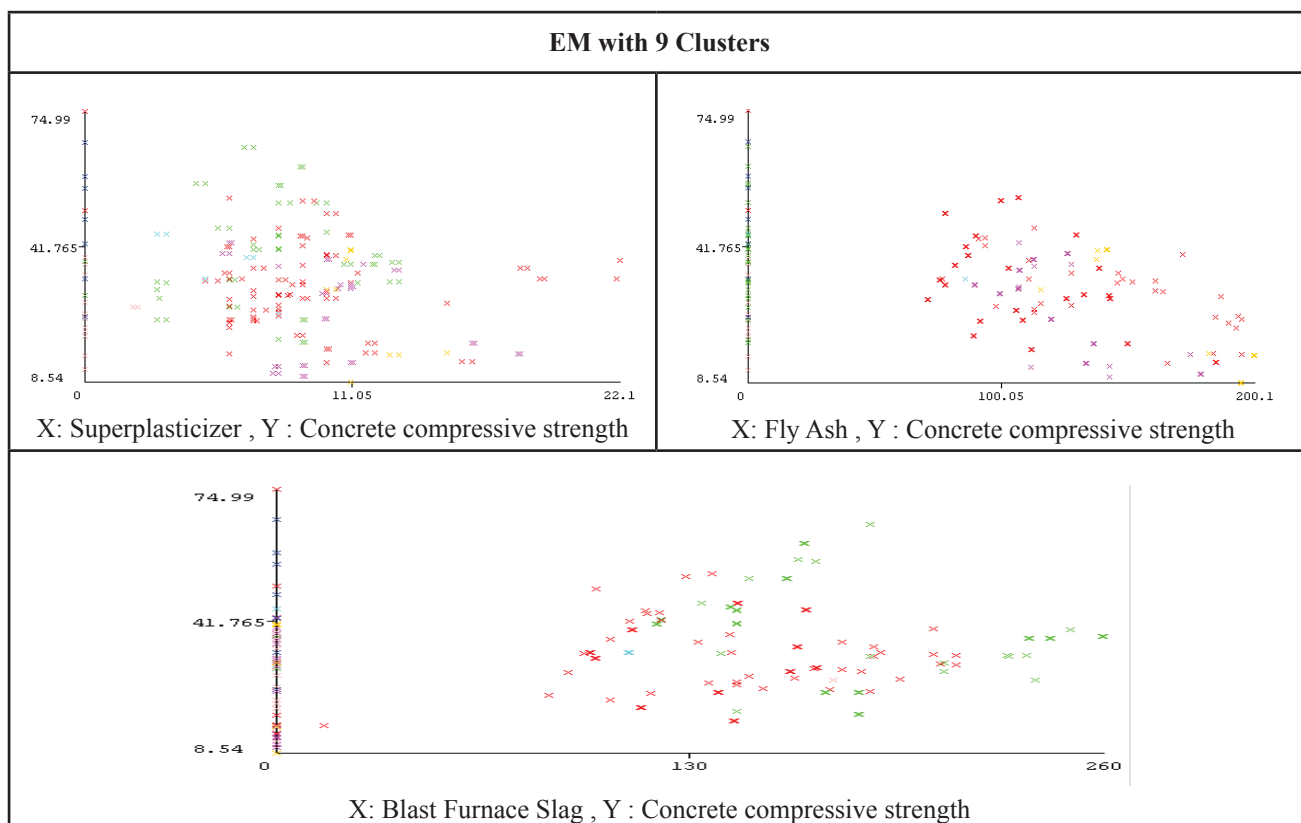 EM with 9 Clusters
74.99
41.765
8.54
0 11.05 22.1
X: Superplasticizer , Y : Concrete compressive strength
74.99
41.765
8.54
0 100.05 200.1
X: Fly Ash , Y : Concrete compressive strength
74.99
41.765
8.54
0 130 260
X: Blast Furnace Slag , Y : Concrete compressive strength